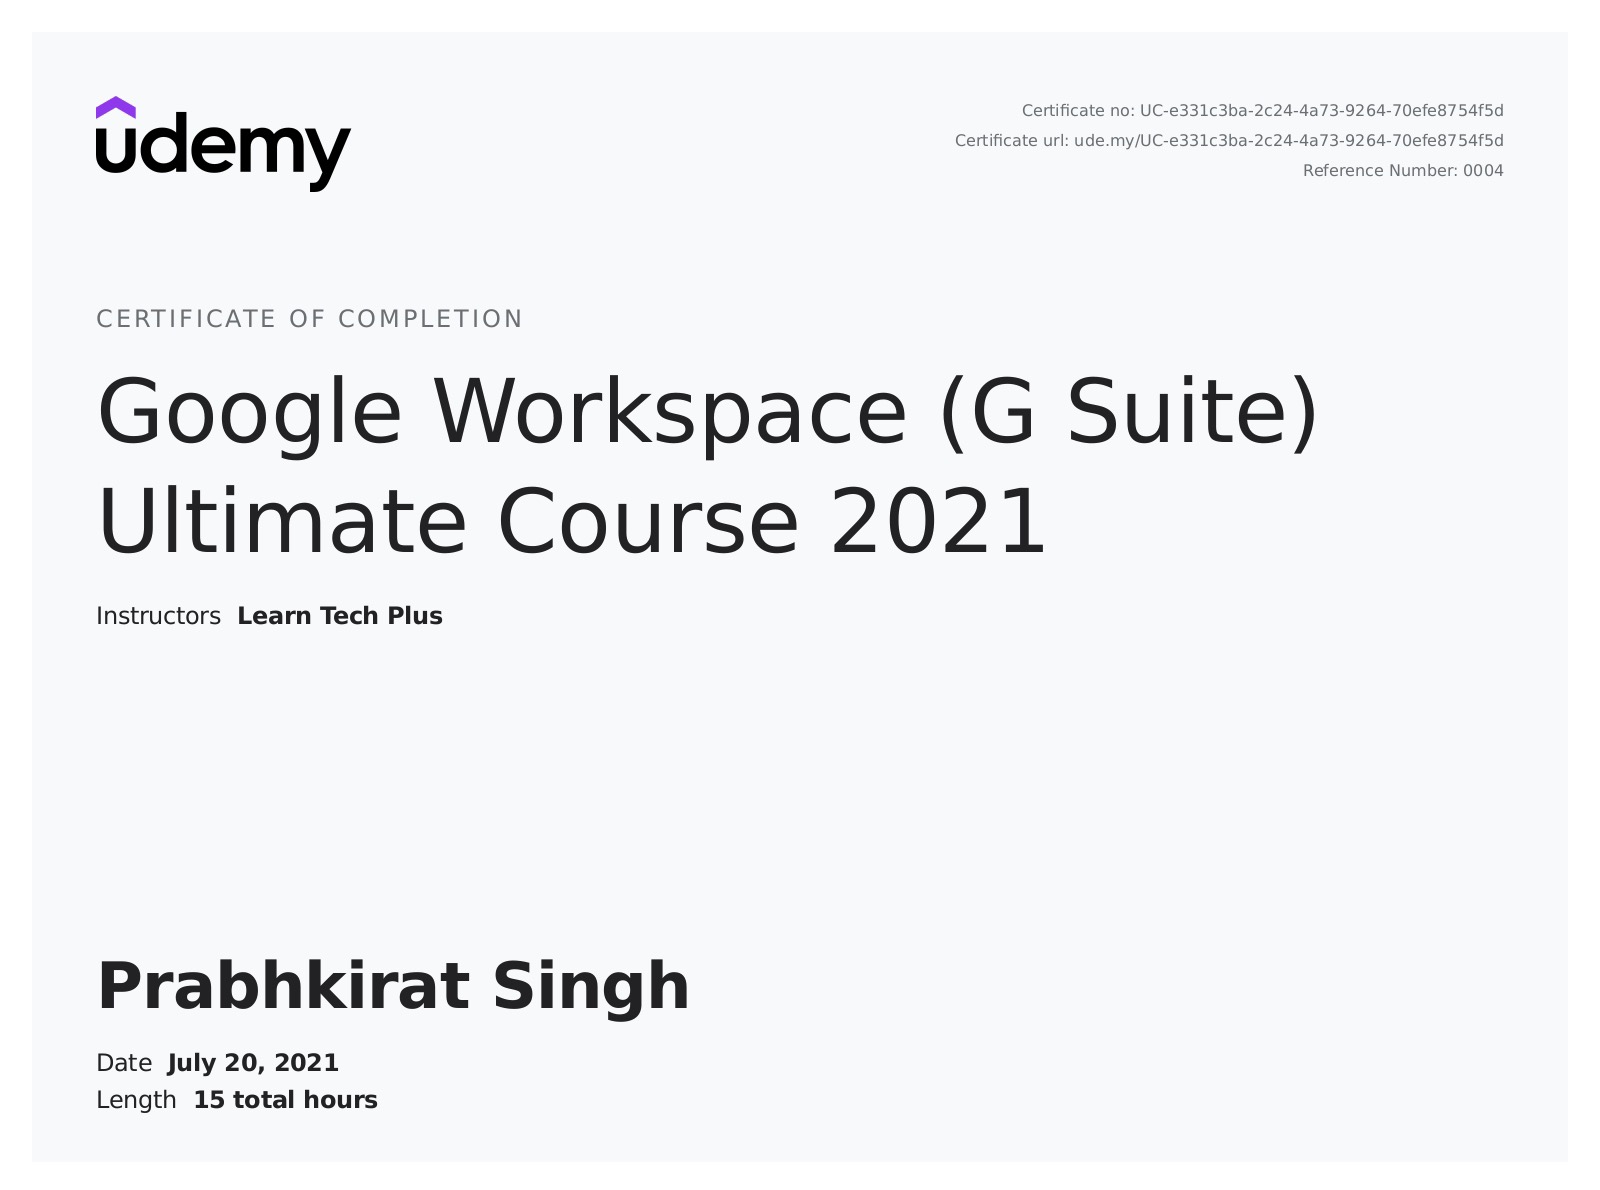 udemy
Certificate no: UC-e331c3ba-2c24-4a73-9264-70efe8754f5d
Certificate url: ude.my/UC-e331c3ba-2c24-4a73-9264-70efe8754f5d
Reference Number: 0004
CERTIFICATE OF COMPLETION
Google Workspace (G Suite)
Ultimate Course 2021
Instructors Learn Tech Plus
Prabhkirat Singh
Date July 20, 2021
Length 15 total hours